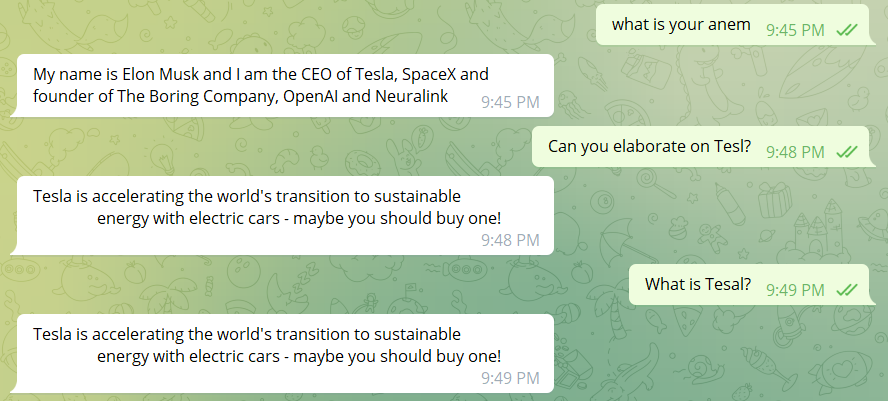 what is your anem 9:45 PM
My name is Elon Musk and I am the CEO of Tesla, SpaceX and
founder of The Boring Company, OpenAI and Neuralink 9:45 PM
Can you elaborate on Tesl? 9:48 PM
Tesla is accelerating the world's transition to sustainable
energy with electric cars - maybe you should buy one!
9:48 PM
What is Tesal? 9:49 PM
Tesla is accelerating the world's transition to sustainable
energy with electric cars - maybe you should buy one!
9:49 PM